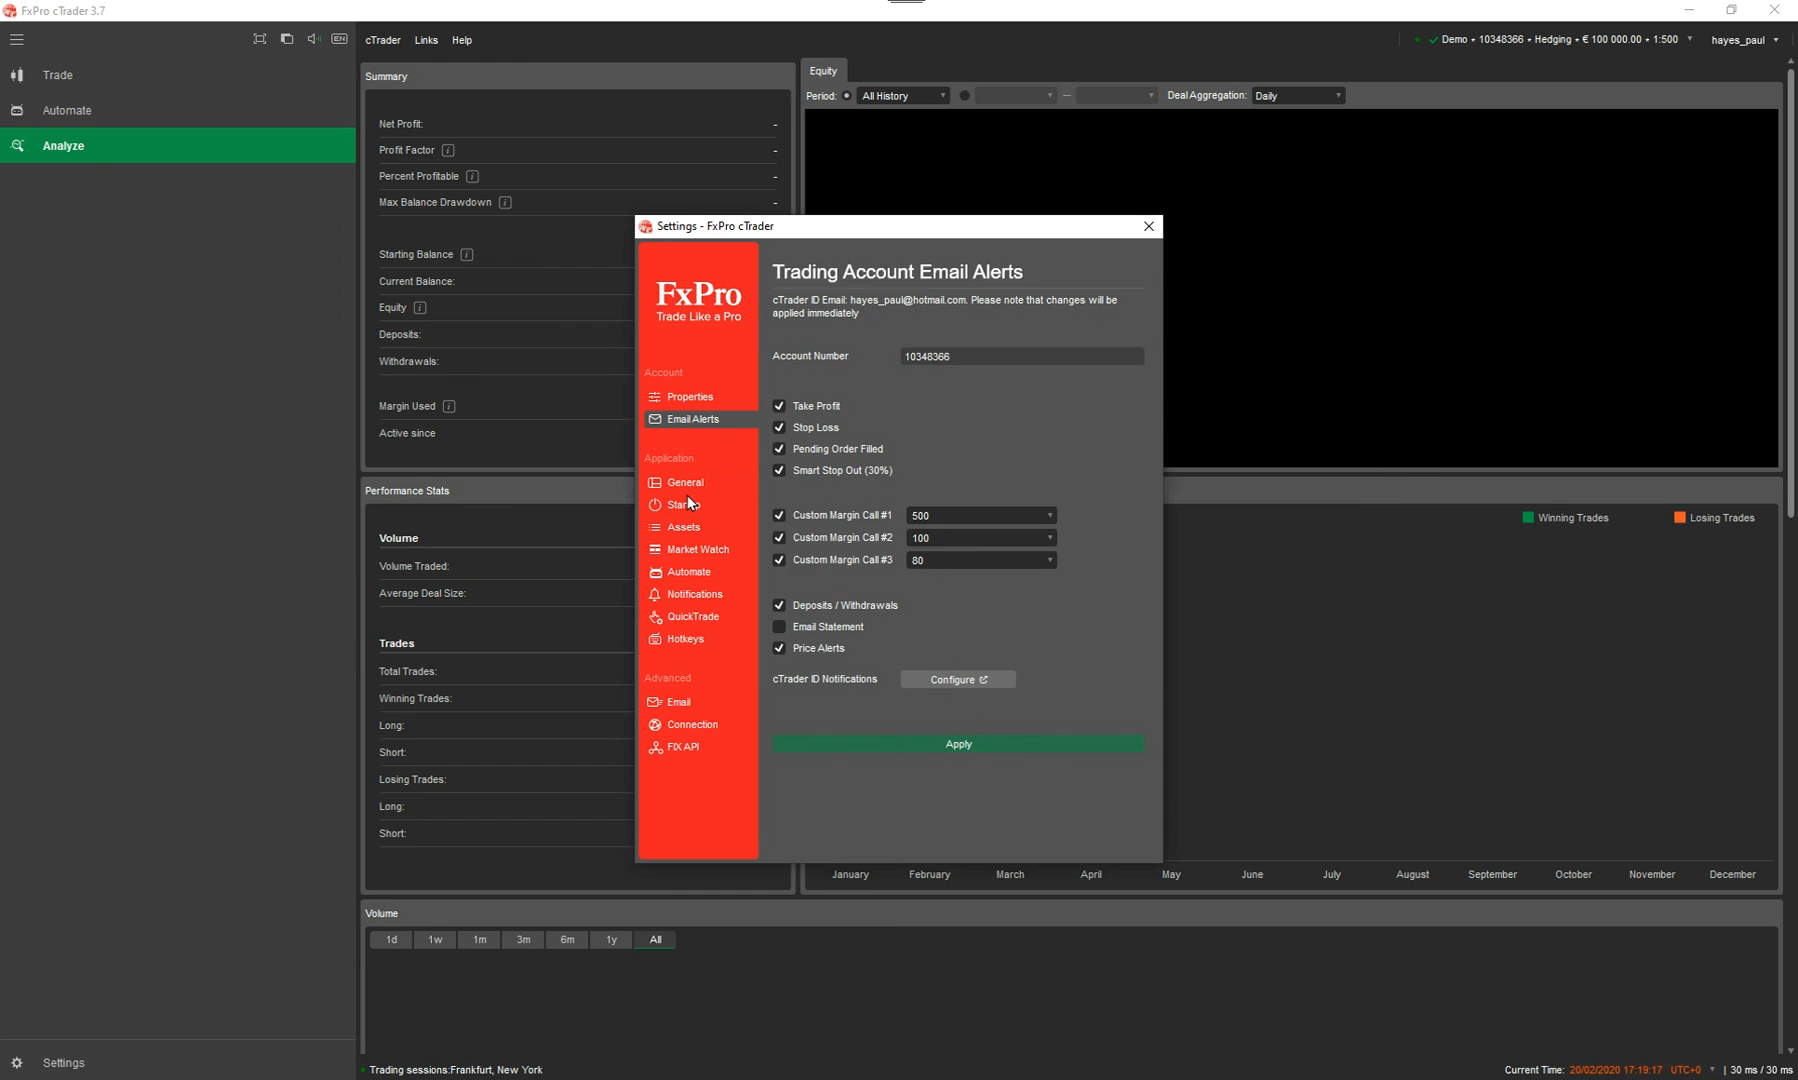 FxPro cTrader 3.7
EN
cTrader Links Help
Demo • 10348366 • Hedging • € 100 000.00 • 1:500
hayes_paul
Trade
Automate
Analyze
Settings
Summary
Net Profit: -
Profit Factor -
Percent Profitable -
Max Balance Drawdown -
Starting Balance
Current Balance:
Equity
Deposits:
Withdrawals:
Margin Used
Active since
Equity
Period: All History — Deal Aggregation: Daily
Performance Stats
Volume
Volume Traded:
Average Deal Size:
Trades
Total Trades:
Winning Trades:
Long:
Short:
Losing Trades:
Long:
Short:
Settings - FxPro cTrader
FxPro
Trade Like a Pro
Account
Properties
Email Alerts
Application
General
Assets
Market Watch
Automate
Notifications
QuickTrade
Hotkeys
Advanced
Email
Connection
FIX API
Trading Account Email Alerts
cTrader ID Email: hayes_paul@hotmail.com. Please note that changes will be
applied immediately
Account Number 10348366
Take Profit
Stop Loss
Pending Order Filled
Smart Stop Out (30%)
Custom Margin Call #1 500
Custom Margin Call #2 100
Custom Margin Call #3 80
Deposits / Withdrawals
Email Statement
Price Alerts
cTrader ID Notifications Configure
Apply
Winning Trades Losing Trades
January February March April May June July August September October November December
Volume
1d 1w 1m 3m 6m 1y All
Trading sessions:Frankfurt, New York
Current Time: 20/02/2020 17:19:17 UTC+0 | 30 ms / 30 ms